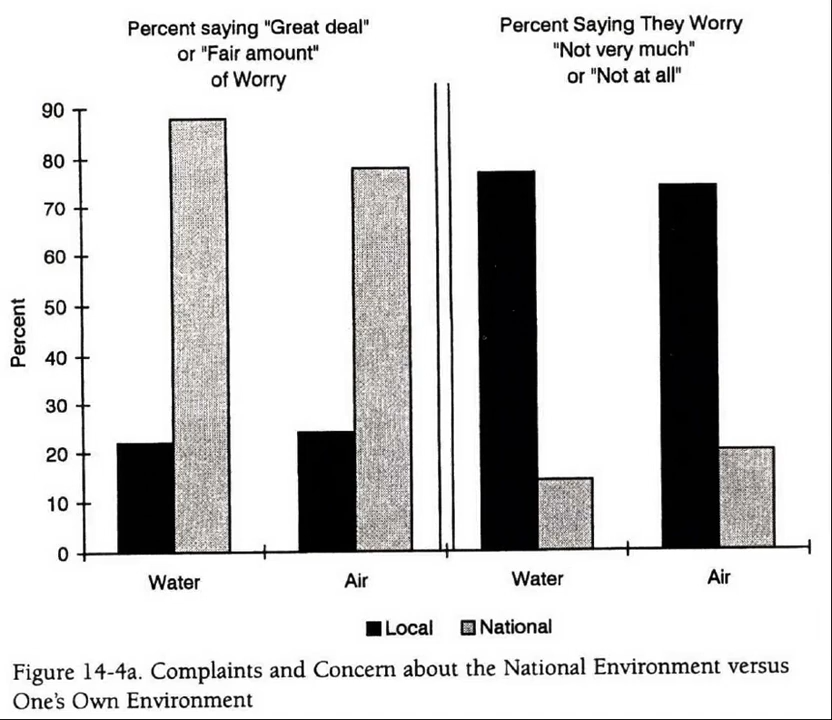 Percent saying "Great deal"
or "Fair amount"
of Worry
Percent Saying They Worry
"Not very much"
or "Not at all"
Percent
90
80
70
60
50
40
30
20
10
0
Water
Air
Water
Air
Local
National
Figure 14-4a. Complaints and Concern about the National Environment versus
One's Own Environment